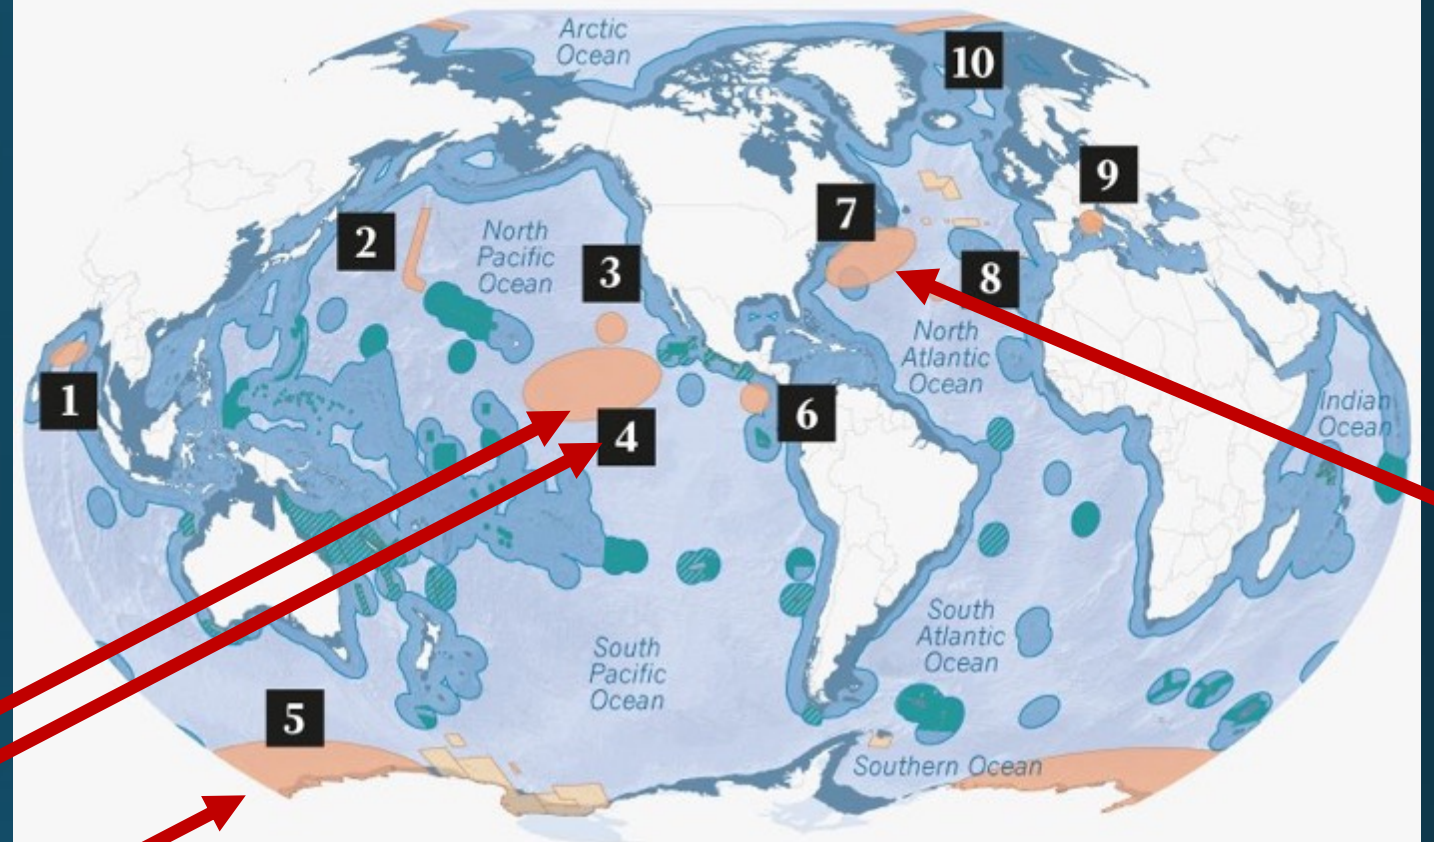 Arctic
Ocean
10
9
7
2
North
Pacific
Ocean
3
8
North
Atlantic
Ocean
1
6
Indian
Ocean
4
South
Atlantic
Ocean
South
Pacific
Ocean
5
Southern Ocean